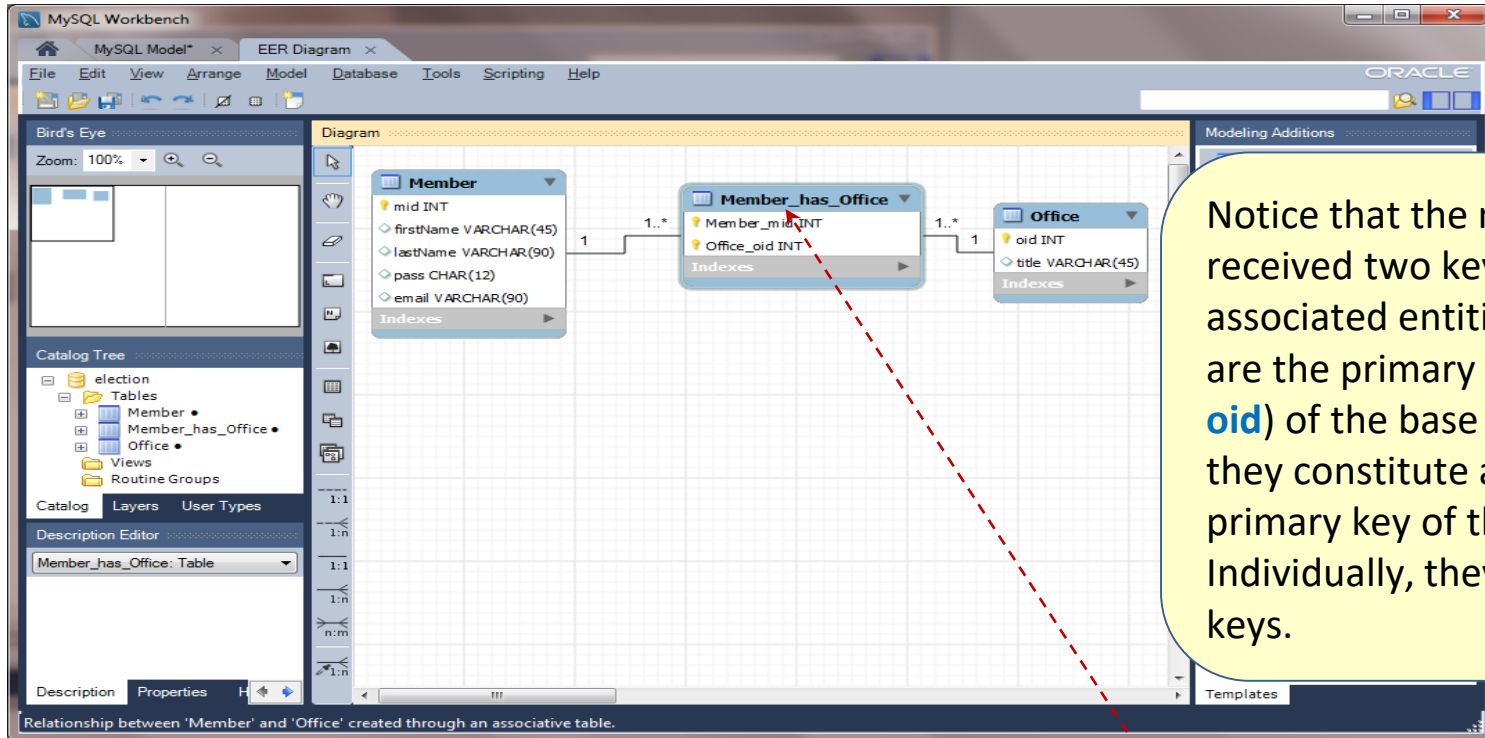 MySQL Workbench
MySQL Model* ×
EER Diagram ×
File Edit View Arrange Model Database Tools Scripting Help
ORACLE
Bird's Eye
Zoom: 100%
Diagram
Modeling Additions
Member
mid INT
firstName VARCHAR(45)
lastName VARCHAR(90)
pass CHAR(12)
email VARCHAR(90)
Indexes
1
1..*
Member_has_Office
Member_mid INT
Office_oid INT
Indexes
1..*
1
Office
oid INT
title VARCHAR(45)
Indexes
Notice that the
received two
associated
are the primary
oid) of the base
they constitute
primary key of
Individually,
keys.
Catalog Tree
election
Tables
Member •
Member_has_Office •
Office •
Views
Routine Groups
Catalog Layers User Types
Description Editor
Member_has_Office: Table
1:1
1:n
1:1
1:n
n:m
1:n
Description Properties H
Templates
Relationship between 'Member' and 'Office' created through an associative table.